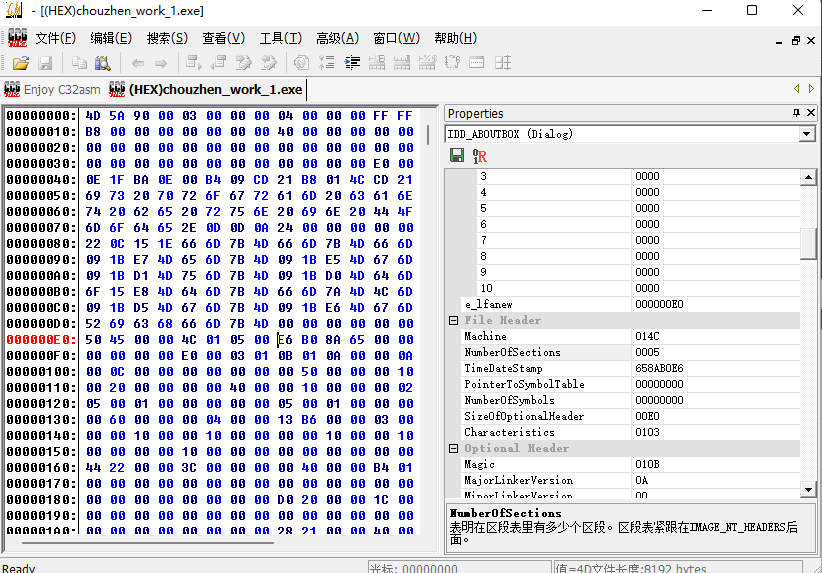 - [(HEX)chouzhen_work_1.exe]
文件(F) 编辑(E) 搜索(S) 查看(V) 工具(T) 高级(A) 窗口(W) 帮助(H)
Enjoy C32asm (HEX)chouzhen_work_1.exe
00000000: 4D 5A 90 00 03 00 00 00 04 00 00 00 FF FF
00000010: B8 00 00 00 00 00 00 00 40 00 00 00 00 00
00000020: 00 00 00 00 00 00 00 00 00 00 00 00 00 00
00000030: 00 00 00 00 00 00 00 00 00 00 00 00 E0 00
00000040: 0E 1F BA 0E 00 B4 09 CD 21 B8 01 4C CD 21
00000050: 69 73 20 70 72 6F 67 72 61 6D 20 63 61 6E
00000060: 74 20 62 65 20 72 75 6E 20 69 6E 20 44 4F
00000070: 6D 6F 64 65 2E 0D 0D 0A 24 00 00 00 00 00
00000080: 22 0C 15 1E 66 6D 7B 4D 66 6D 7B 4D 66 6D
00000090: 09 1B E7 4D 65 6D 7B 4D 09 1B E5 4D 67 6D
000000A0: 09 1B D1 4D 75 6D 7B 4D 09 1B D0 4D 64 6D
000000B0: 6F 15 E8 4D 64 6D 7B 4D 66 6D 7A 4D 4C 6D
000000C0: 09 1B D5 4D 67 6D 7B 4D 09 1B E6 4D 67 6D
000000D0: 52 69 63 68 66 6D 7B 4D 00 00 00 00 00 00
000000E0: 50 45 00 00 4C 01 05 00 E6 B0 8A 65 00 00
000000F0: 00 00 00 00 E0 00 03 01 0B 01 0A 00 00 0A
00000100: 00 0C 00 00 00 00 00 00 00 50 00 00 00 10
00000110: 00 20 00 00 00 00 40 00 00 10 00 00 00 02
00000120: 05 00 01 00 00 00 00 00 05 00 01 00 00 00
00000130: 00 60 00 00 00 04 00 00 13 B6 00 00 03 00
00000140: 00 00 10 00 00 10 00 00 00 00 10 00 00 10
00000150: 00 00 00 00 10 00 00 00 00 00 00 00 00 00
00000160: 44 22 00 00 3C 00 00 00 00 40 00 00 B4 01
00000170: 00 00 00 00 00 00 00 00 00 00 00 00 00 00
00000180: 00 00 00 00 00 00 00 00 D0 20 00 00 1C 00
00000190: 00 00 00 00 00 00 00 00 00 00 00 00 00 00
000001A0: 00 00 00 00 00 00 00 00 28 21 00 00 40 00
Properties
IDD_ABOUTBOX (Dialog)
3 0000
4 0000
5 0000
6 0000
7 0000
8 0000
9 0000
10 0000
e_lfanew 000000E0
File Header
Machine 014C
NumberOfSections 0005
TimeDateStamp 658AB0E6
PointerToSymbolTable 00000000
NumberOfSymbols 00000000
SizeOfOptionalHeader 00E0
Characteristics 0103
Optional Header
Magic 010B
MajorLinkerVersion 0A
MinorLinkerVersion 00
NumberOfSections
表明在区段表里有多少个区段。区段表紧跟在IMAGE_NT_HEADERS后
面。
Ready 光标: 00000000 值=4D文件长度:8192 bytes